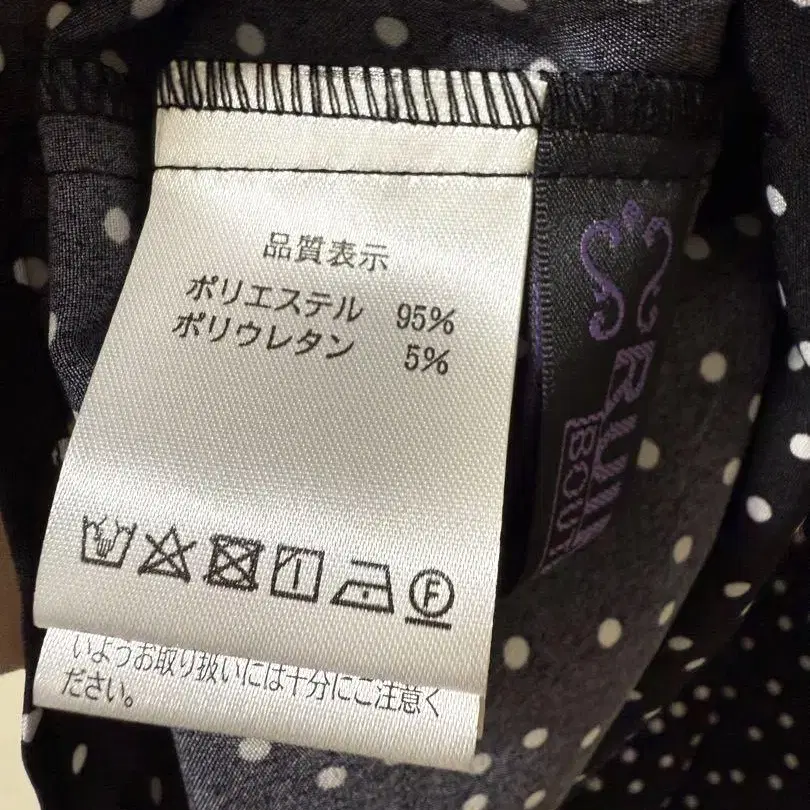 品質表示
ポリエステル 95%
ポリウレタン 5%
F
いようお取り扱いには十分にご注意く
ださい。
BOU